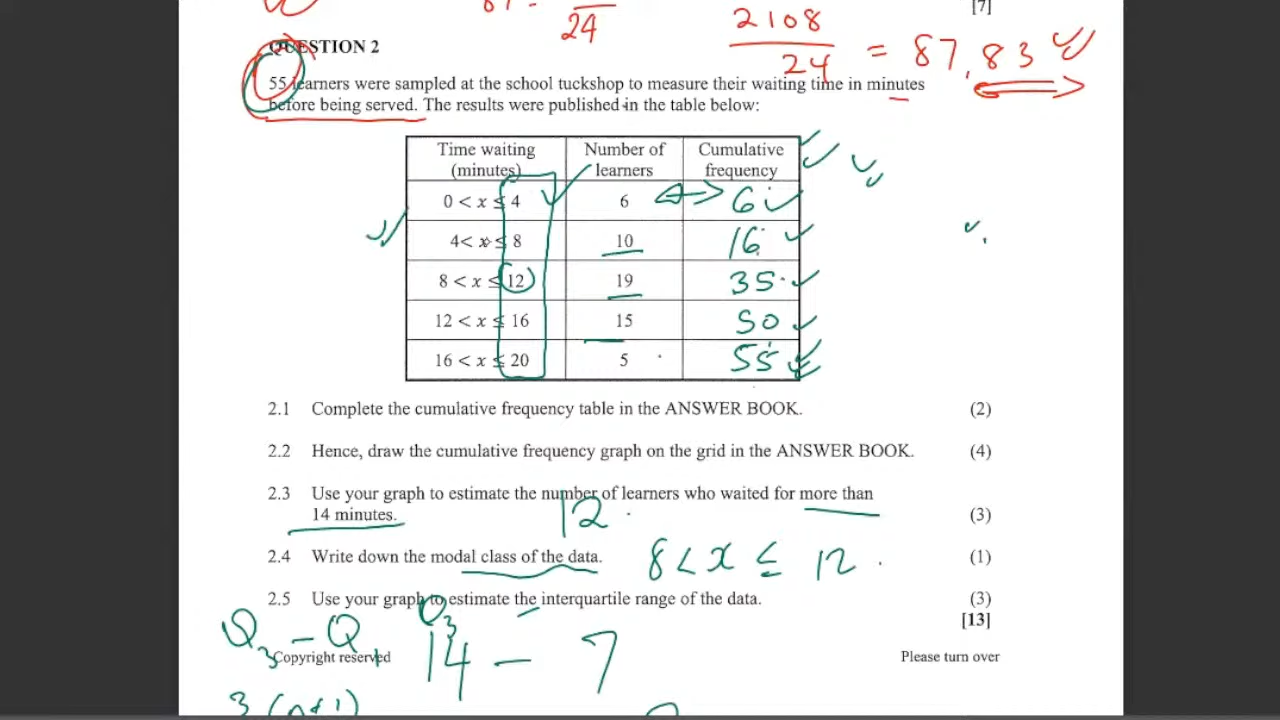 87
24
[7]
2108
24
= 87,83
QUESTION 2
55 learners were sampled at the school tuckshop to measure their waiting time in minutes
before being served. The results were published in the table below:
Time waiting (minutes) Number of learners Cumulative frequency
0 < x ≤ 4 6 6
4 < x ≤ 8 10 16
8 < x ≤ 12 19 35
12 < x ≤ 16 15 50
16 < x ≤ 20 5 55
2.1 Complete the cumulative frequency table in the ANSWER BOOK. (2)
2.2 Hence, draw the cumulative frequency graph on the grid in the ANSWER BOOK. (4)
2.3 Use your graph to estimate the number of learners who waited for more than
14 minutes. (3)
12
2.4 Write down the modal class of the data. (1)
8 < x ≤ 12
2.5 Use your graph to estimate the interquartile range of the data. (3)
[13]
Q3 − Q1
Q3
14 − 7
Copyright reserved Please turn over
3 (n+1)